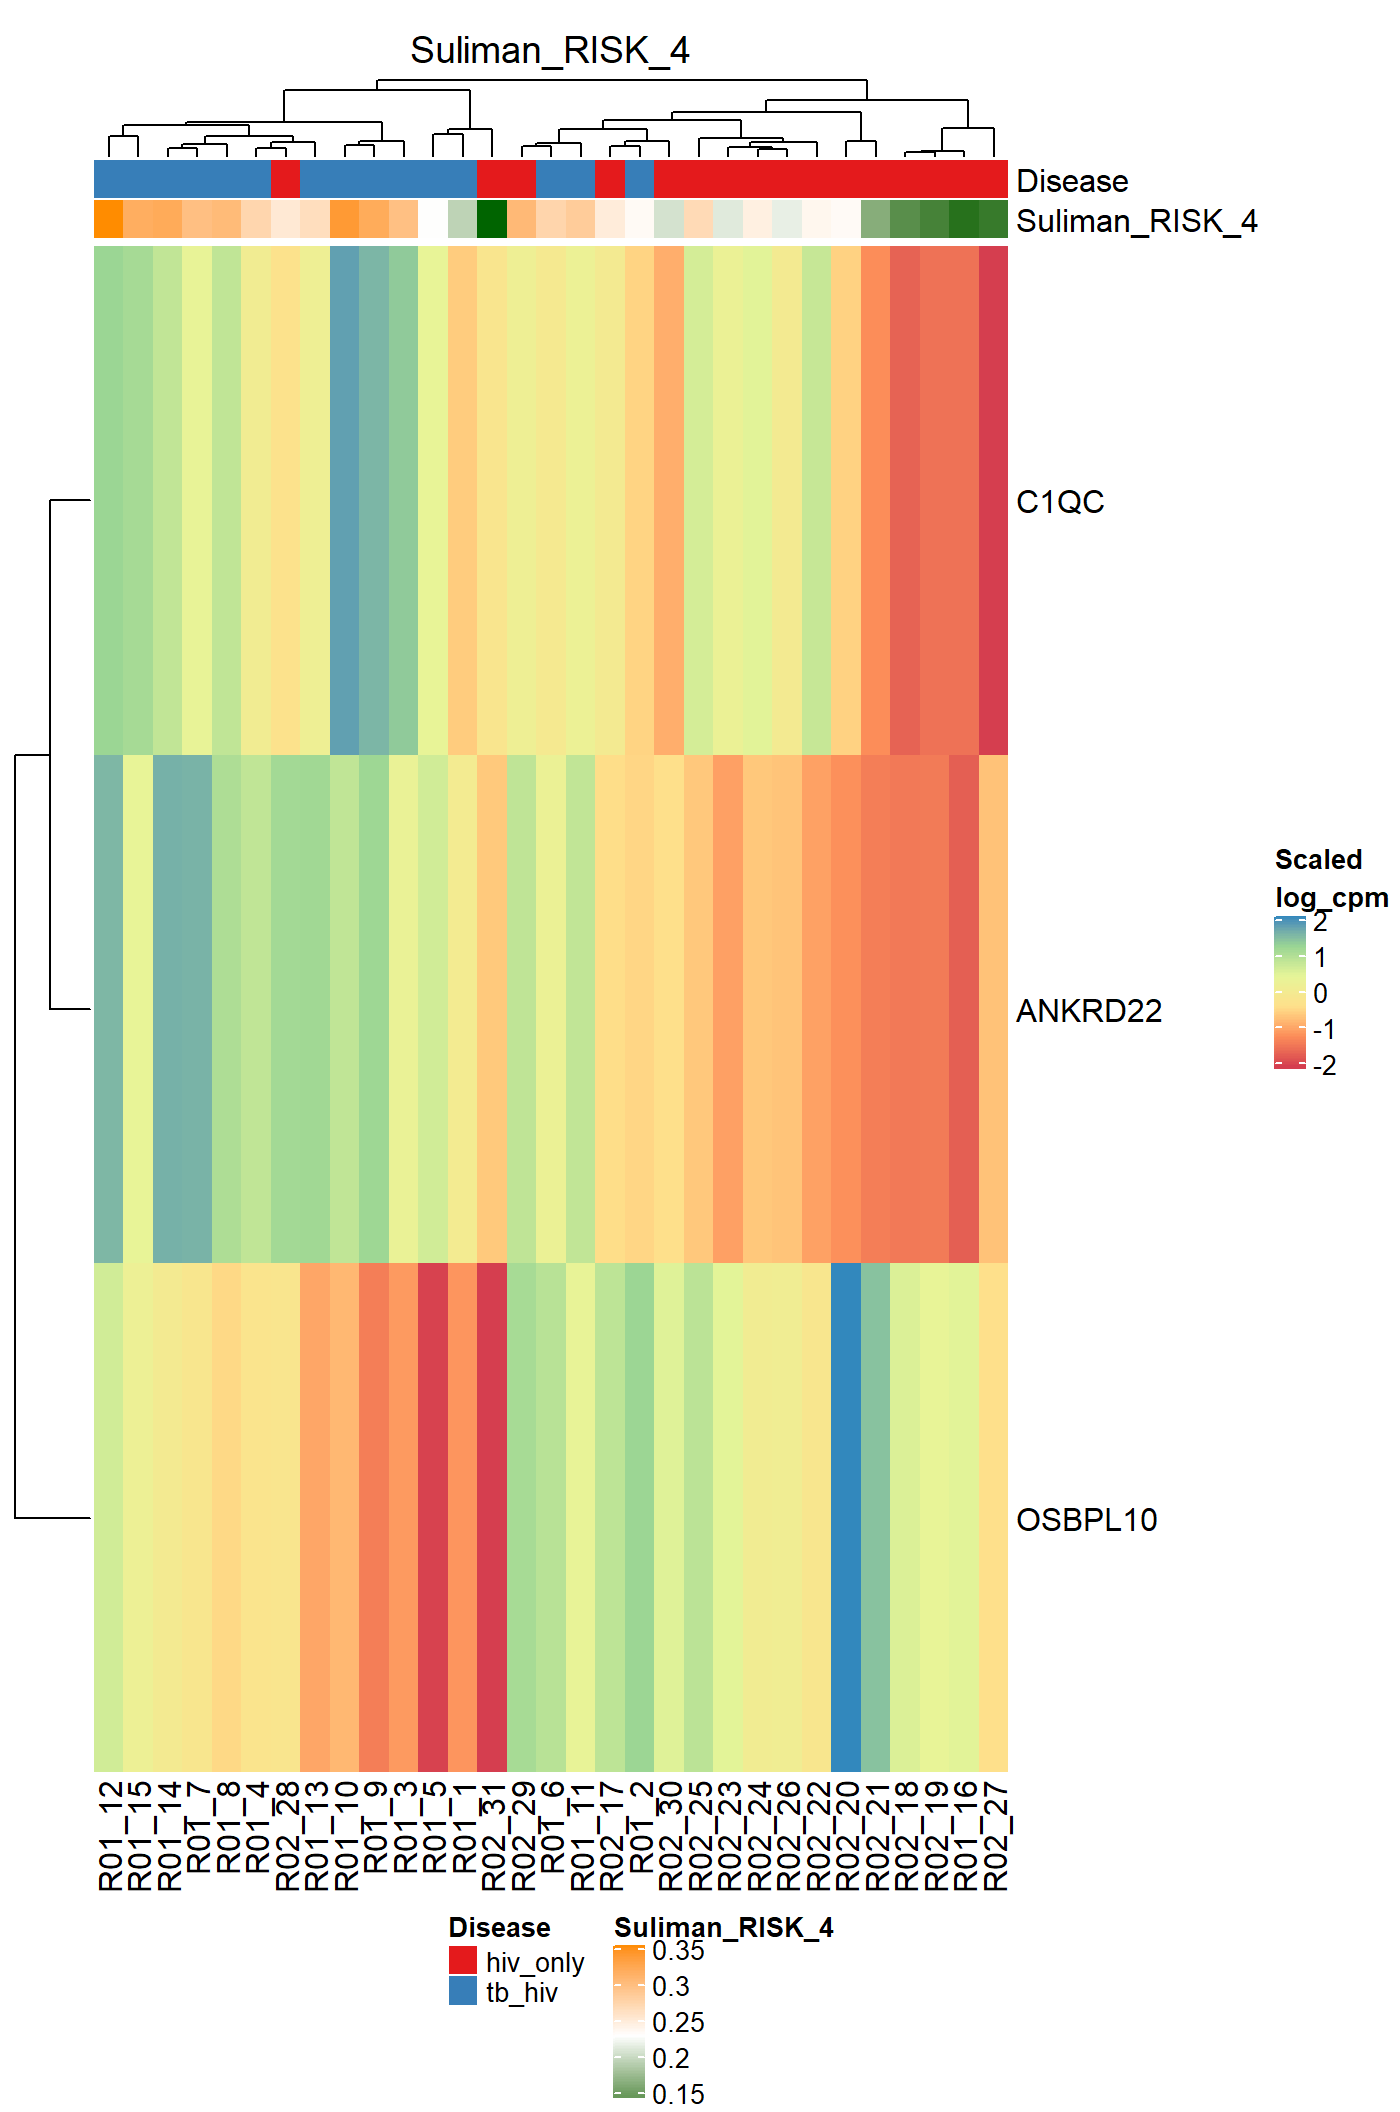 Suliman_RISK_4
Disease
Suliman_RISK_4
C1QC
ANKRD22
OSBPL10
Scaled
log_cpm
2
1
0
-1
-2
R01_12
R01_15
R01_14
R01_7
R01_8
R01_4
R02_28
R01_13
R01_10
R01_9
R01_3
R01_5
R01_1
R02_31
R02_29
R01_6
R01_11
R02_17
R01_2
R02_30
R02_25
R02_23
R02_24
R02_26
R02_22
R02_20
R02_21
R02_18
R02_19
R01_16
R02_27
Disease
hiv_only
tb_hiv
Suliman_RISK_4
0.35
0.3
0.25
0.2
0.15